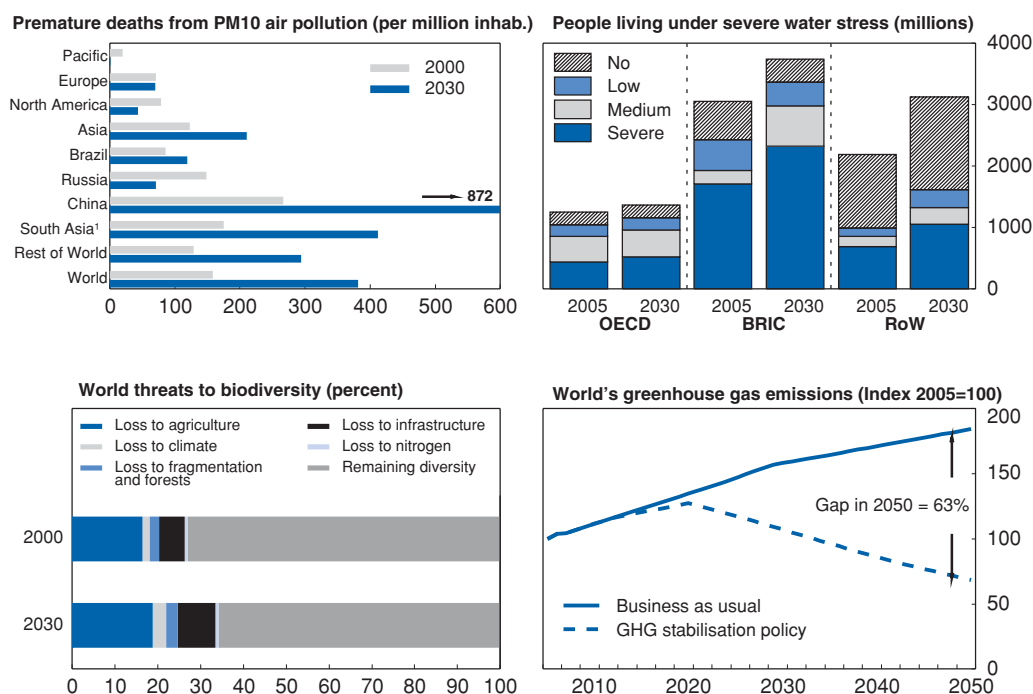 Premature deaths from PM10 air pollution (per million inhab.)
Pacific
Europe
North America
Asia
Brazil
Russia
China
South Asia¹
Rest of World
World
2000
2030
872
0 100 200 300 400 500 600
People living under severe water stress (millions)
No
Low
Medium
Severe
4000
3000
2000
1000
0
2005 2030 2005 2030 2005 2030
OECD BRIC RoW
World threats to biodiversity (percent)
Loss to agriculture
Loss to climate
Loss to fragmentation
and forests
Loss to infrastructure
Loss to nitrogen
Remaining diversity
2000
2030
0 10 20 30 40 50 60 70 80 90 100
World's greenhouse gas emissions (Index 2005=100)
200
150
100
50
0
Gap in 2050 = 63%
Business as usual
GHG stabilisation policy
2010 2020 2030 2040 2050